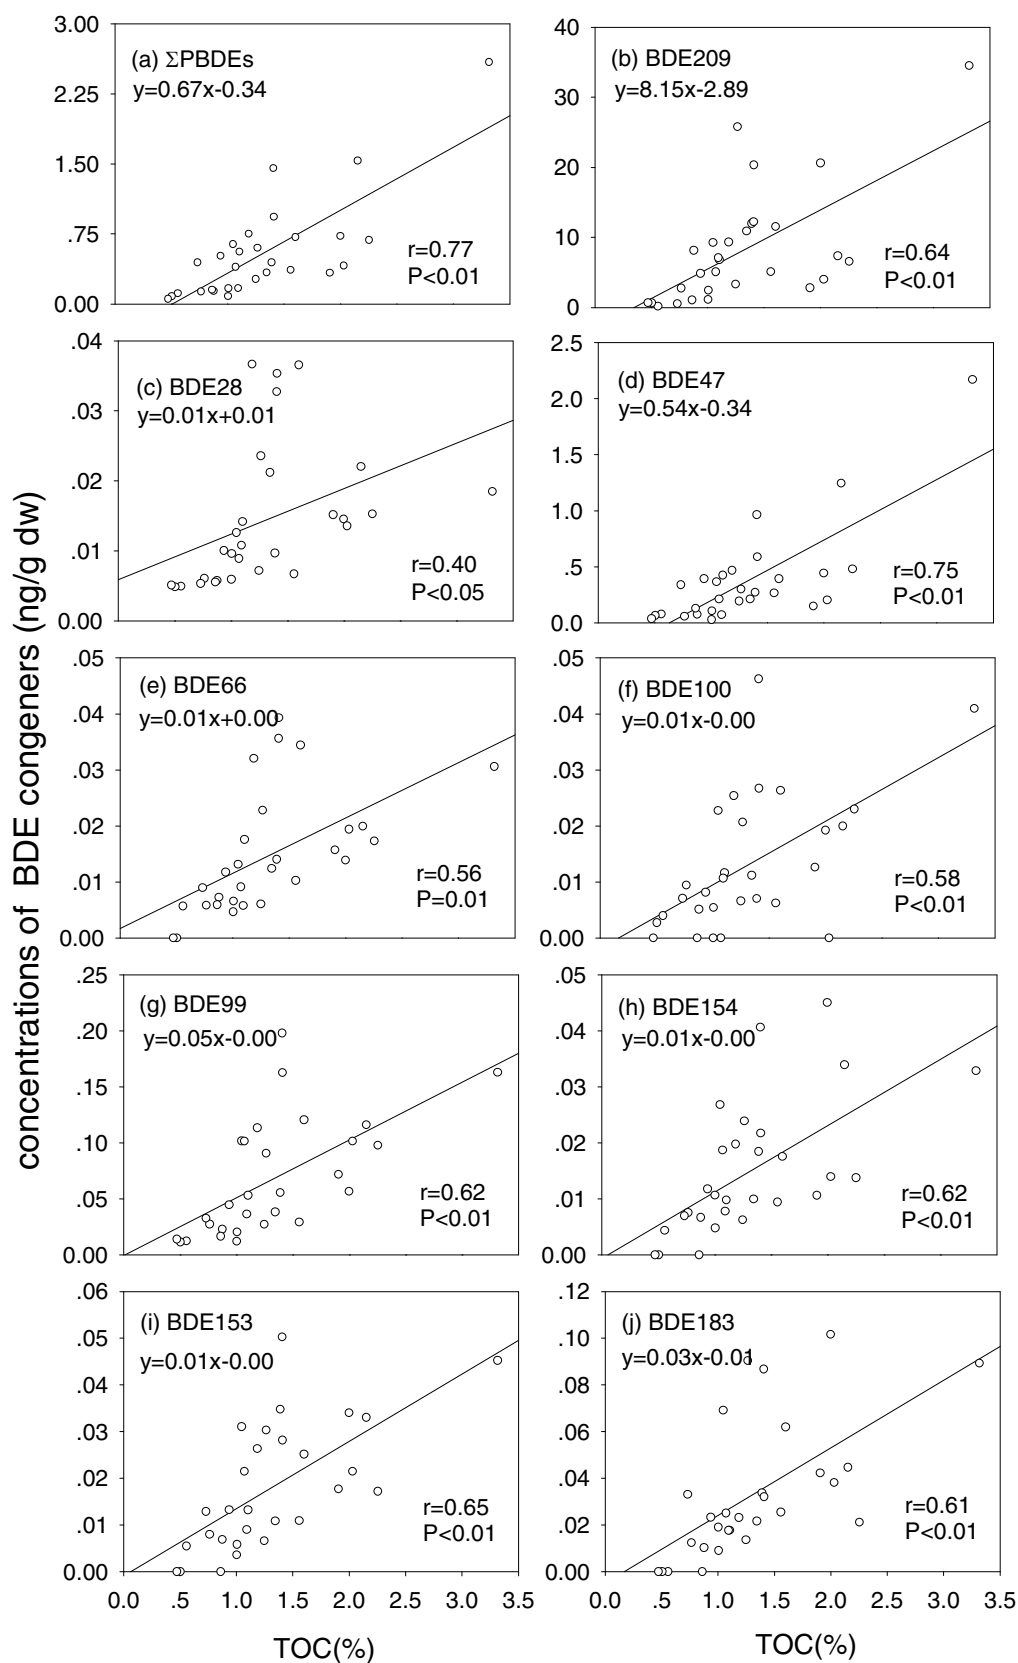 concentrations of BDE congeners (ng/g dw)
3.00
2.25
1.50
.75
0.00
(a) ΣPBDEs
y=0.67x-0.34
r=0.77
P<0.01
40
30
20
10
0
(b) BDE209
y=8.15x-2.89
r=0.64
P<0.01
.04
.03
.02
.01
0.00
(c) BDE28
y=0.01x+0.01
r=0.40
P<0.05
2.5
2.0
1.5
1.0
.5
0.0
(d) BDE47
y=0.54x-0.34
r=0.75
P<0.01
.05
.04
.03
.02
.01
0.00
(e) BDE66
y=0.01x+0.00
r=0.56
P=0.01
.05
.04
.03
.02
.01
0.00
(f) BDE100
y=0.01x-0.00
r=0.58
P<0.01
.25
.20
.15
.10
.05
0.00
(g) BDE99
y=0.05x-0.00
r=0.62
P<0.01
.05
.04
.03
.02
.01
0.00
(h) BDE154
y=0.01x-0.00
r=0.62
P<0.01
.06
.05
.04
.03
.02
.01
0.00
(i) BDE153
y=0.01x-0.00
r=0.65
P<0.01
0.0 .5 1.0 1.5 2.0 2.5 3.0 3.5
TOC(%)
.12
.10
.08
.06
.04
.02
0.00
(j) BDE183
y=0.03x-0.01
r=0.61
P<0.01
0.0 .5 1.0 1.5 2.0 2.5 3.0 3.5
TOC(%)